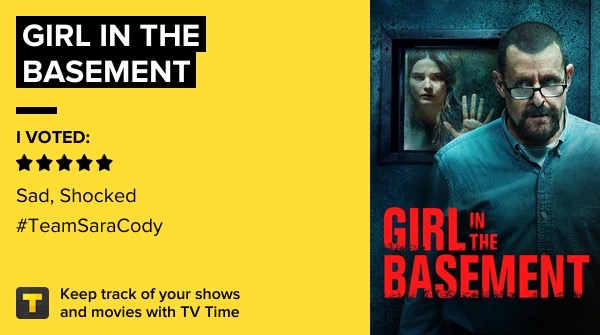 GIRL IN THE
BASEMENT
I VOTED:
Sad, Shocked
#TeamSaraCody
T
Keep track of your shows
and movies with TV Time
GIRL IN
THE
BASEMENT